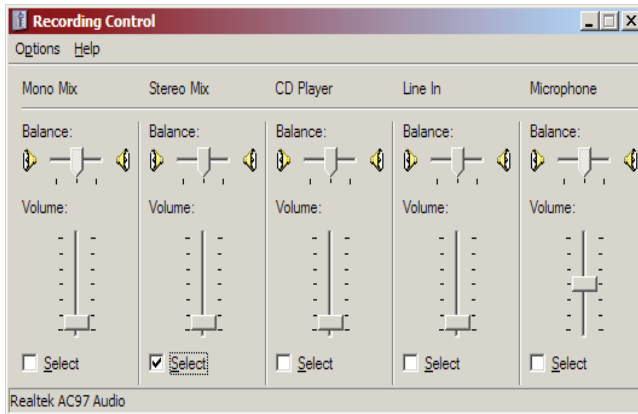 Recording Control
Options Help
Mono Mix Stereo Mix CD Player Line In Microphone
Balance: Balance: Balance: Balance: Balance:
Volume: Volume: Volume: Volume: Volume:
Select Select Select Select Select
Realtek AC97 Audio